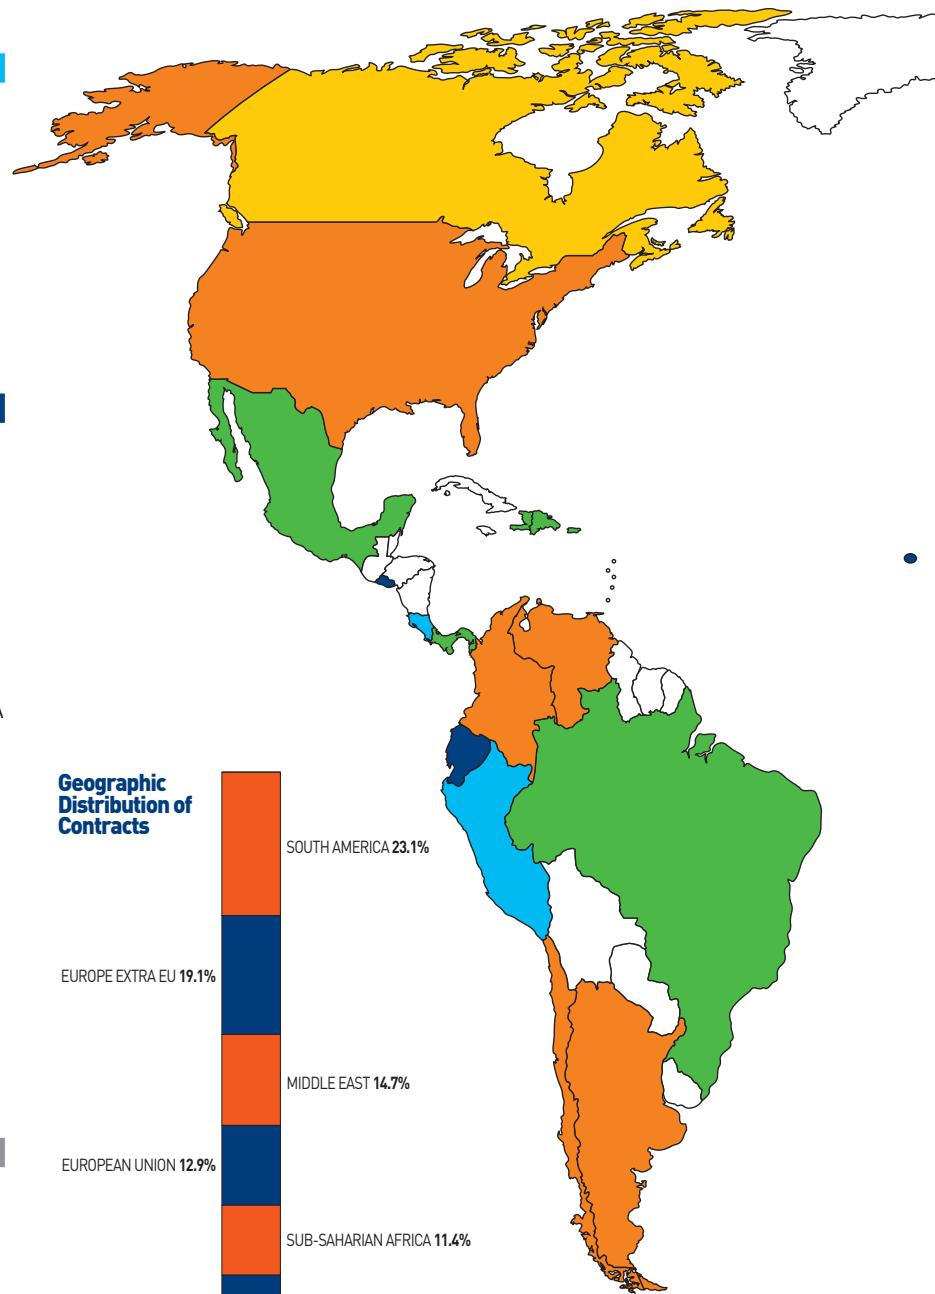 A
Geographic
Distribution of
Contracts
SOUTH AMERICA 23.1%
EUROPE EXTRA EU 19.1%
MIDDLE EAST 14.7%
EUROPEAN UNION 12.9%
SUB-SAHARIAN AFRICA 11.4%